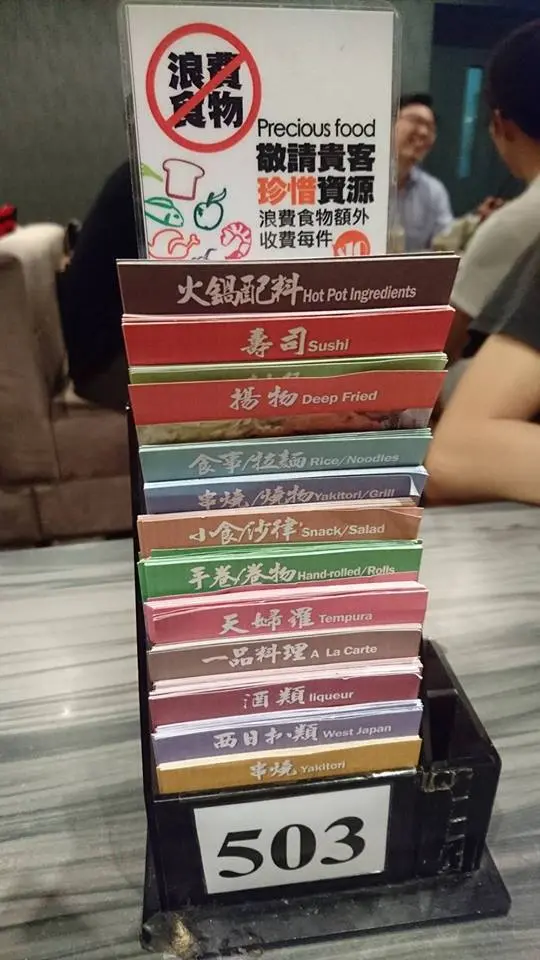 浪費
食物
Precious food
敬請貴客
珍惜資源
浪費食物額外
收費每件
火鍋配料 Hot Pot Ingredients
壽司 Sushi
揚物 Deep Fried
食事/拉麵 Rice/Noodles
串燒/燒物 Yakitori/Grill
小食/沙律 Snack/Salad
手卷/卷物 Hand-rolled/Rolls
天婦羅 Tempura
一品料理 A La Carte
酒類 liqueur
西日扒類 West Japan
串燒 Yakitori
503